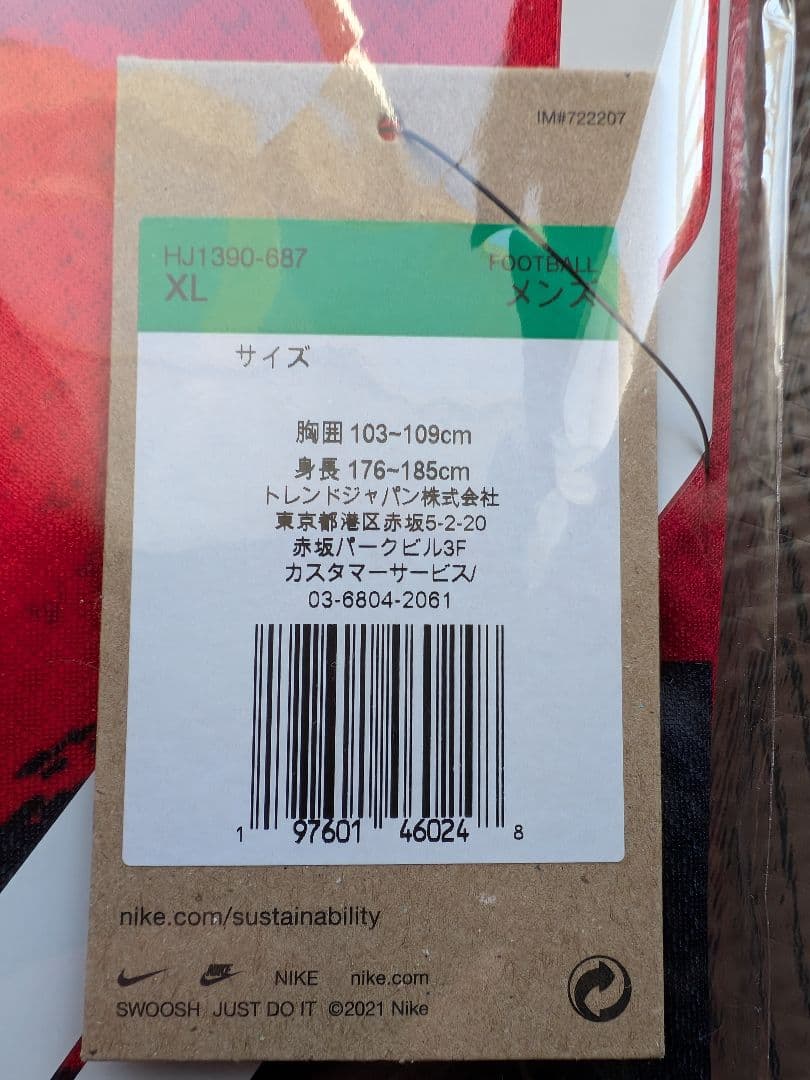 IM#722207
HJ1390-687 FOOTBALL
XL メンズ
サイズ
胸囲 103~109cm
身長 176~185cm
トレンドジャパン株式会社
東京都港区赤坂5-2-20
赤坂パークビル3F
カスタマーサービス/
03-6804-2061
1 97601 46024 8
nike.com/sustainability
NIKE NIKE nike.com
SWOOSH JUST DO IT ©2021 Nike